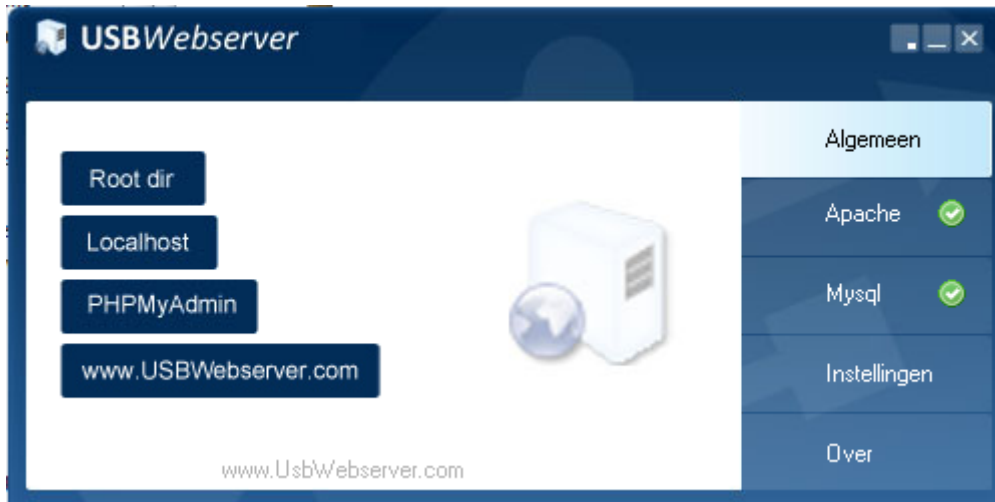 USBWebserver
Root dir
Localhost
PHPMyAdmin
www.USBWebserver.com
www.UsbWebserver.com
Algemeen
Apache
Mysql
Instellingen
Over